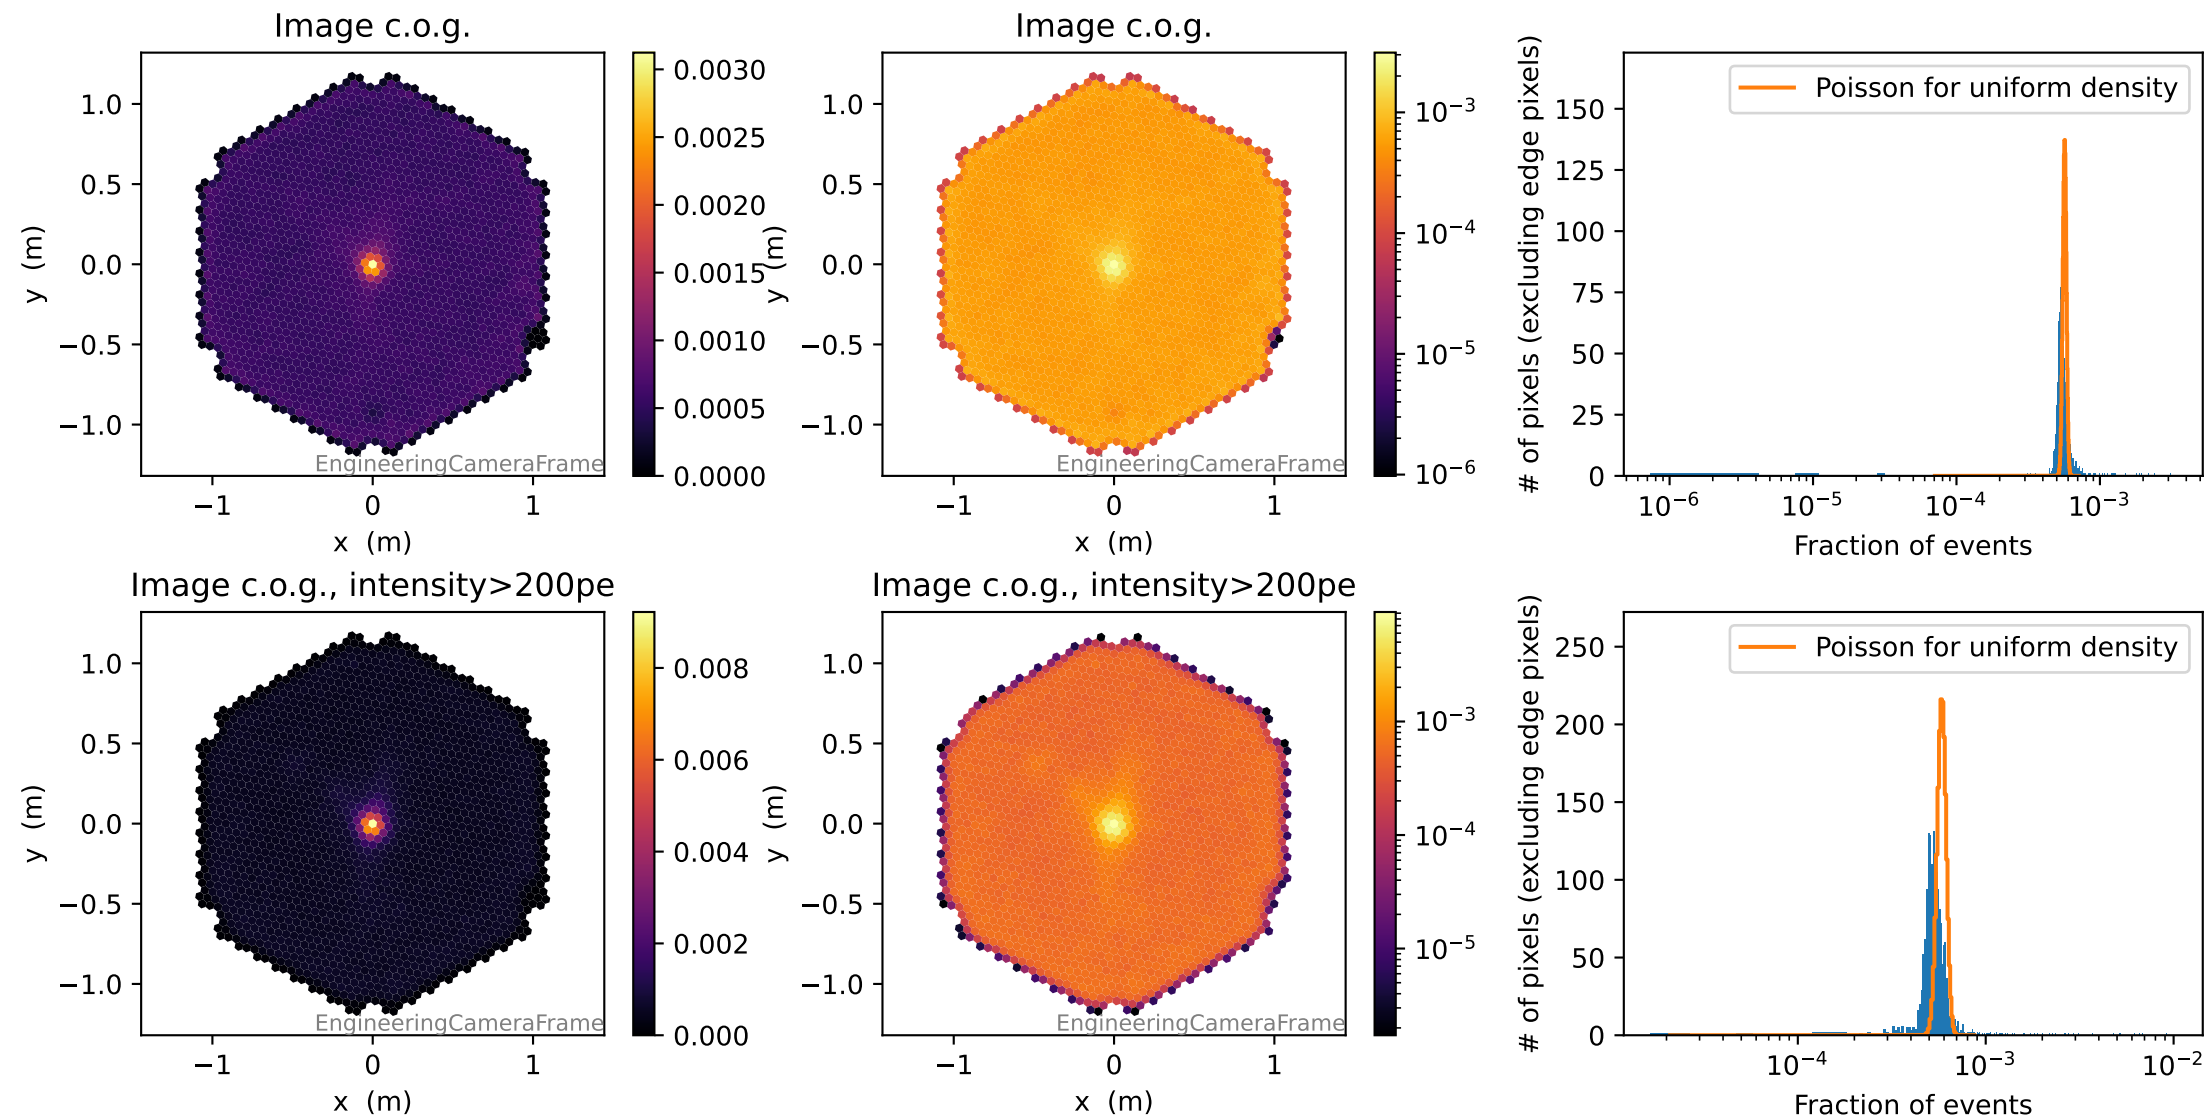 Image c.o.g.
y (m)
1.0
0.5
0.0
−0.5
−1.0
EngineeringCameraFrame
−1 0 1
x (m)
0.0030
0.0025
0.0020
0.0015
0.0010
0.0005
0.0000
Image c.o.g.
y (m)
1.0
0.5
0.0
−0.5
−1.0
EngineeringCameraFrame
−1 0 1
x (m)
10⁻³
10⁻⁴
10⁻⁵
10⁻⁶
# of pixels (excluding edge pixels)
Poisson for uniform density
150
125
100
75
50
25
0
10⁻⁶ 10⁻⁵ 10⁻⁴ 10⁻³
Fraction of events
Image c.o.g., intensity>200pe
y (m)
1.0
0.5
0.0
−0.5
−1.0
EngineeringCameraFrame
−1 0 1
x (m)
0.008
0.006
0.004
0.002
0.000
Image c.o.g., intensity>200pe
y (m)
1.0
0.5
0.0
−0.5
−1.0
EngineeringCameraFrame
−1 0 1
x (m)
10⁻³
10⁻⁴
10⁻⁵
# of pixels (excluding edge pixels)
Poisson for uniform density
250
200
150
100
50
0
10⁻⁴ 10⁻³ 10⁻²
Fraction of events